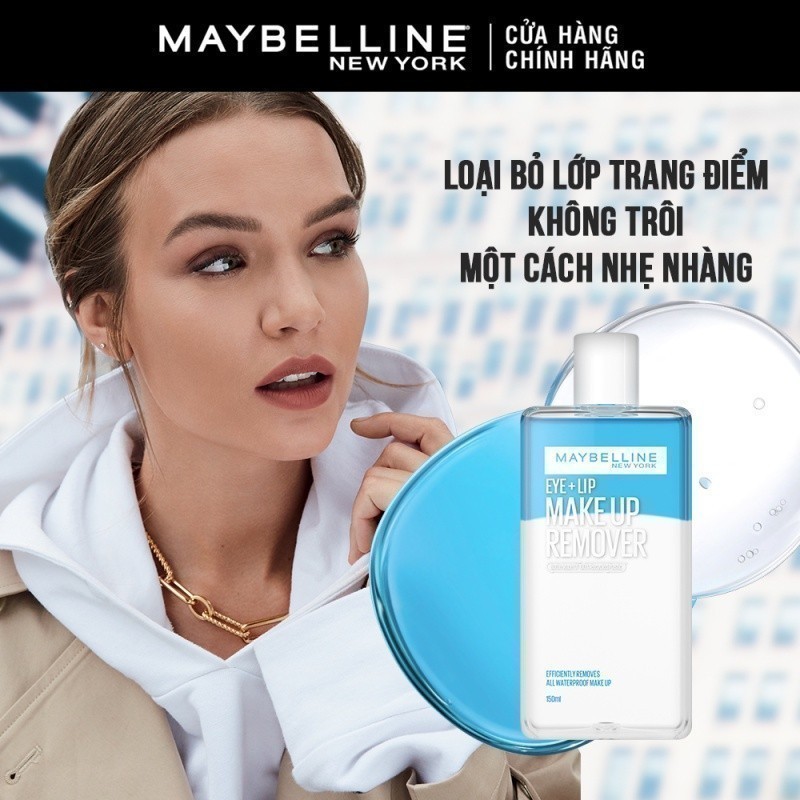 MAYBELLINE
NEW YORK
CỬA HÀNG
CHÍNH HÃNG
LOẠI BỎ LỚP TRANG ĐIỂM
KHÔNG TRÔI
MỘT CÁCH NHẸ NHÀNG
MAYBELLINE
NEW YORK
EYE + LIP
MAKE UP
REMOVER
EFFICIENTLY REMOVES
ALL WATERPROOF MAKE UP
150ml